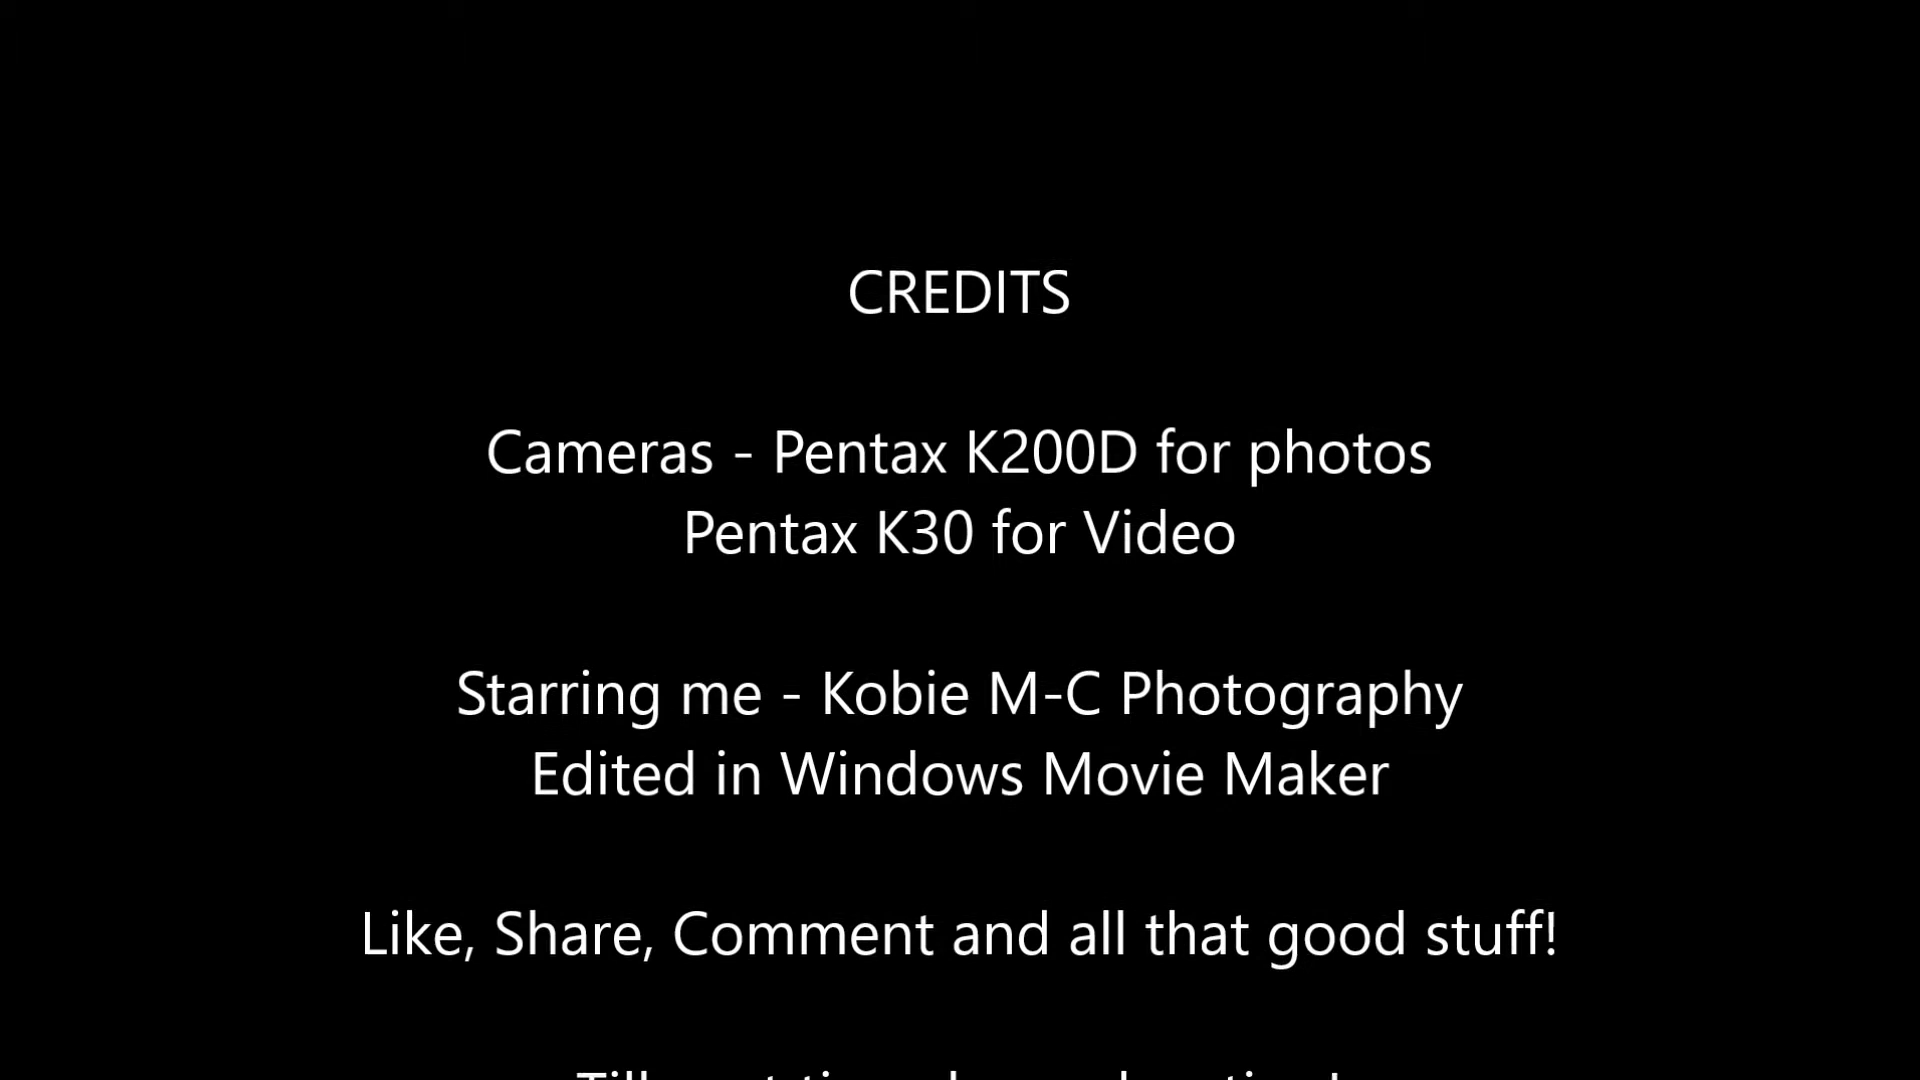 CREDITS
Cameras - Pentax K200D for photos
Pentax K30 for Video
Starring me - Kobie M-C Photography
Edited in Windows Movie Maker
Like, Share, Comment and all that good stuff!